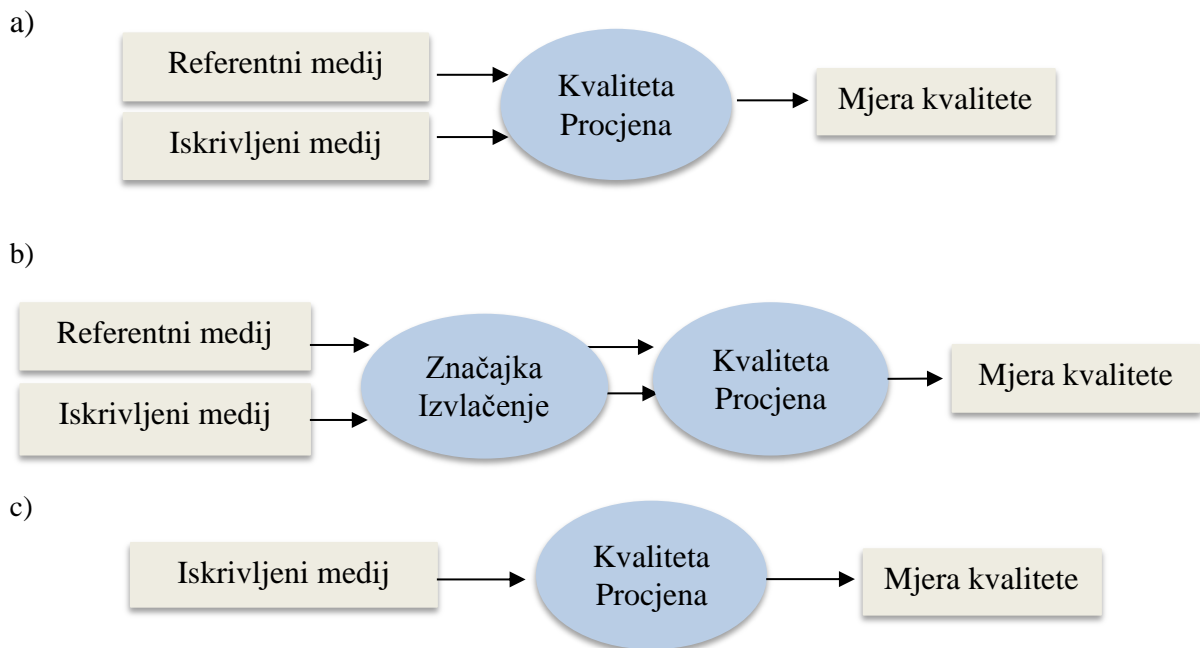 a)
Referentni medij
Iskrivljeni medij
Kvaliteta
Procjena
Mjera kvalitete
b)
Referentni medij
Iskrivljeni medij
Značajka
Izvlačenje
Kvaliteta
Procjena
Mjera kvalitete
c)
Iskrivljeni medij
Kvaliteta
Procjena
Mjera kvalitete